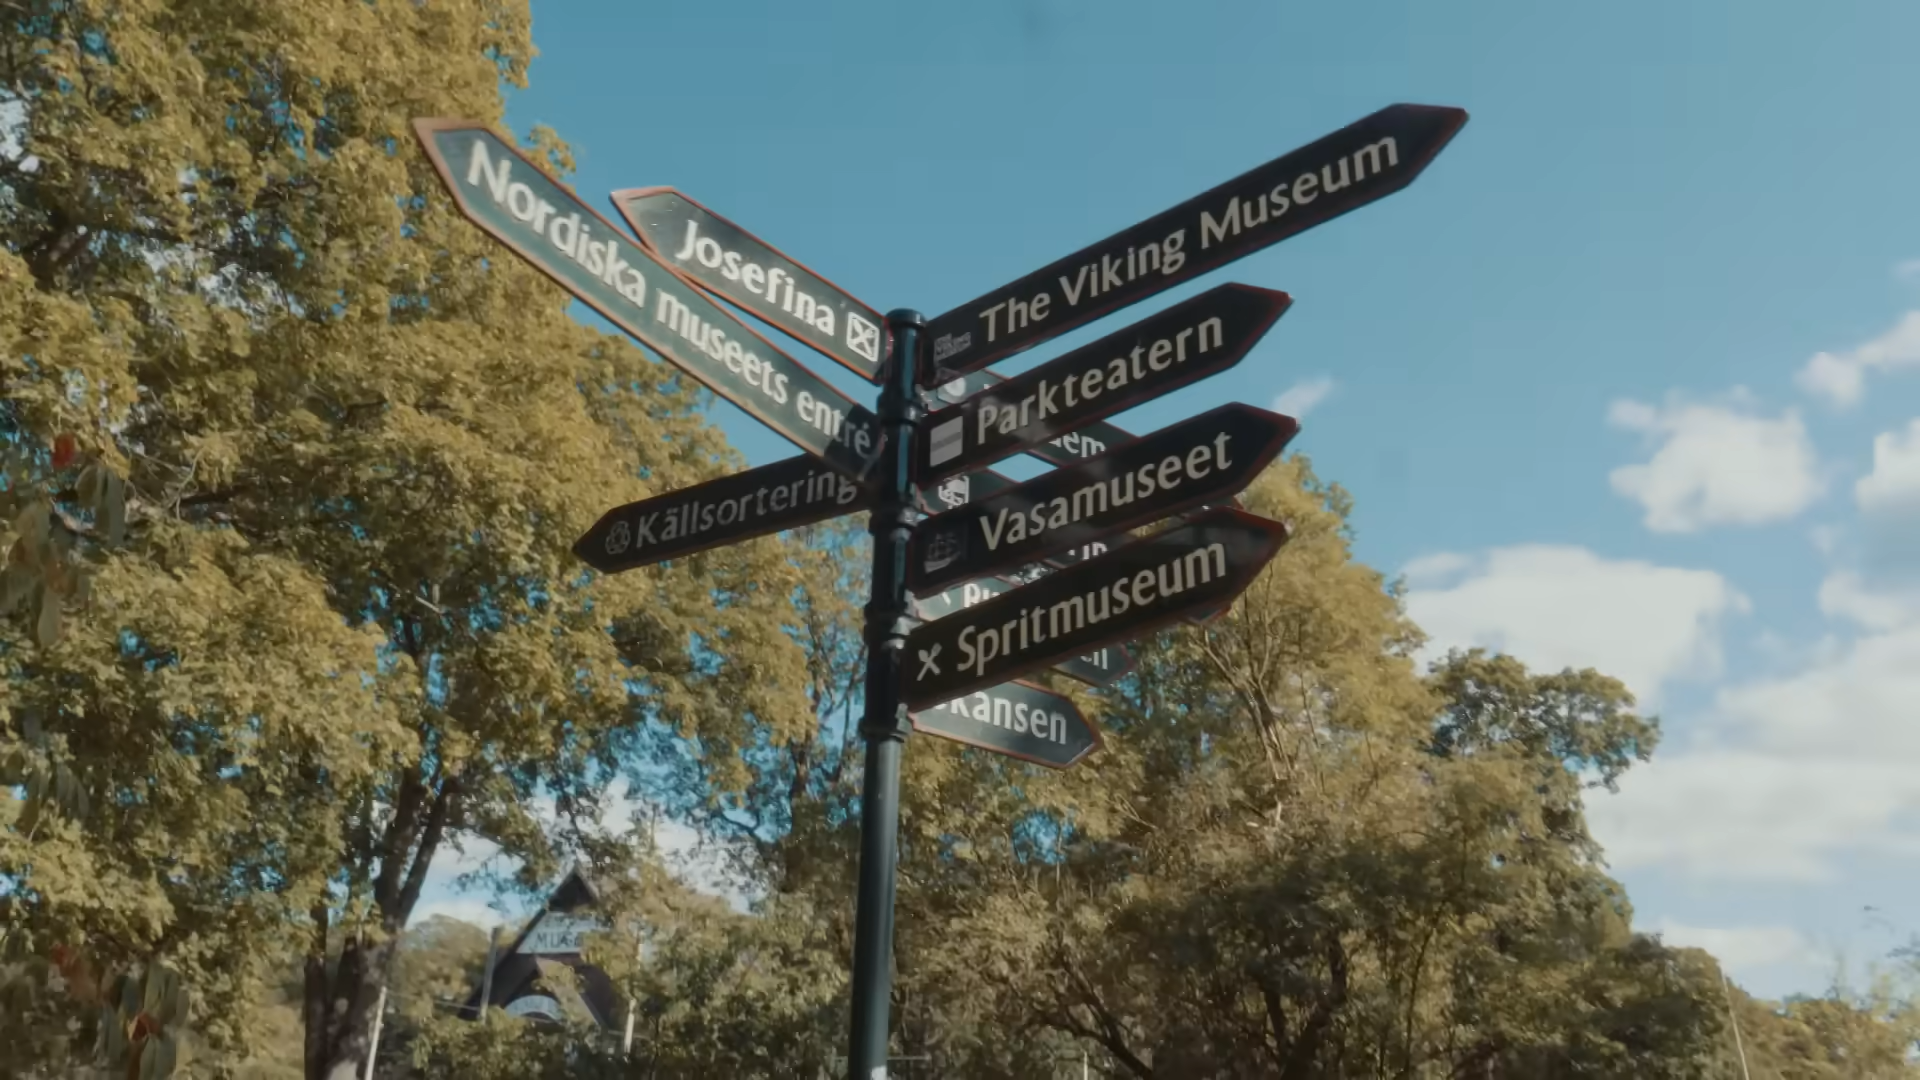 Nordiska museets entré
Josefina
Källsortering
The Viking Museum
Parkteatern
Vasamuseet
Spritmuseum